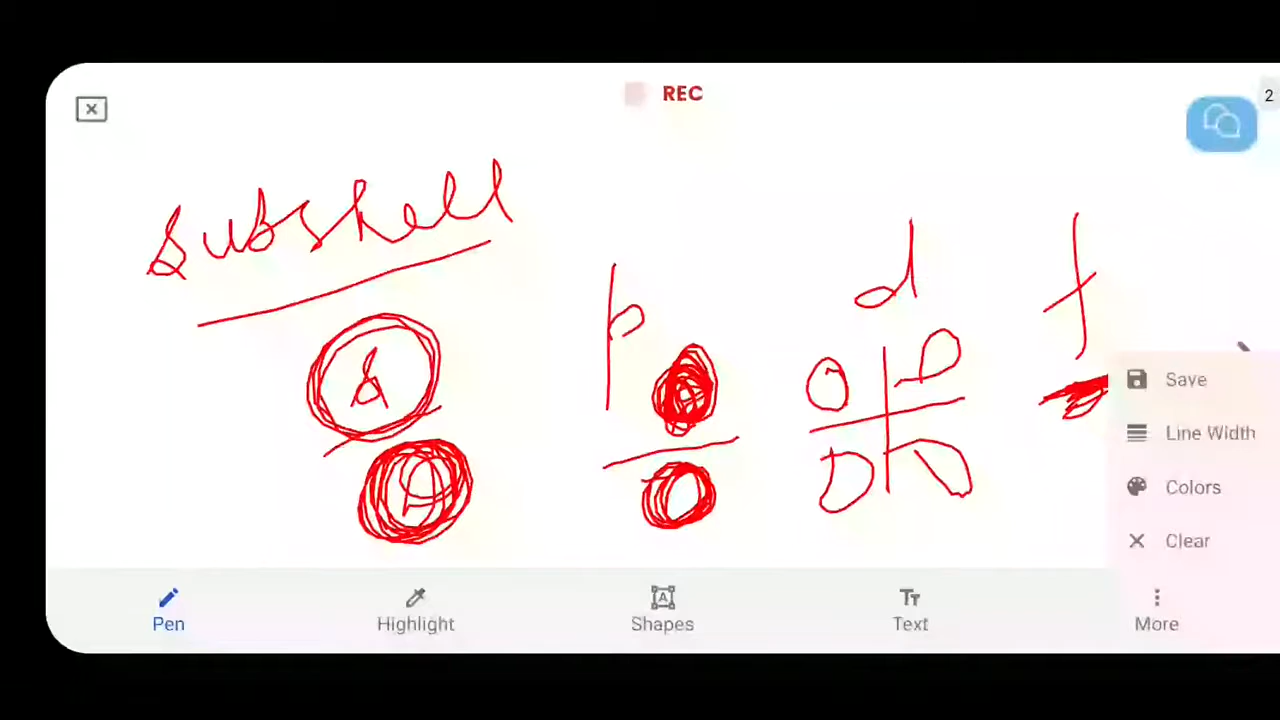 REC
2
subshell
s
p
d
f
Save
Line Width
Colors
Clear
Pen
Highlight
Shapes
Text
More